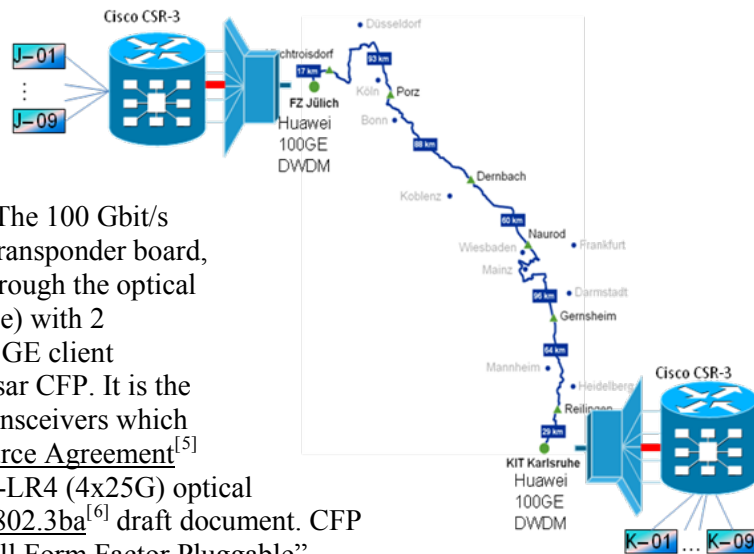 Cisco CSR-3
Düsseldorf
J-01
17 km
93 km
Köln
Porz
⋮
FZ Jülich
Bonn
J-09
Huawei
100GE
DWDM
88 km
Dernbach
Koblenz
The 100 Gbit/s
60 km
ransponder board,
Naurod
Wiesbaden
Frankfurt
rough the optical
Mainz
e) with 2
96 km
Darmstadt
GE client
Gernsheim
sar CFP. It is the
64 km
Mannheim
Cisco CSR-3
nsceivers which
Heidelberg
Reilingen
rce Agreement[5]
29 km
-LR4 (4x25G) optical
KIT Karlsruhe
Huawei
100GE
DWDM
802.3ba[6] draft document. CFP
ll Form Factor Pluggable”
K-01 ... K-09